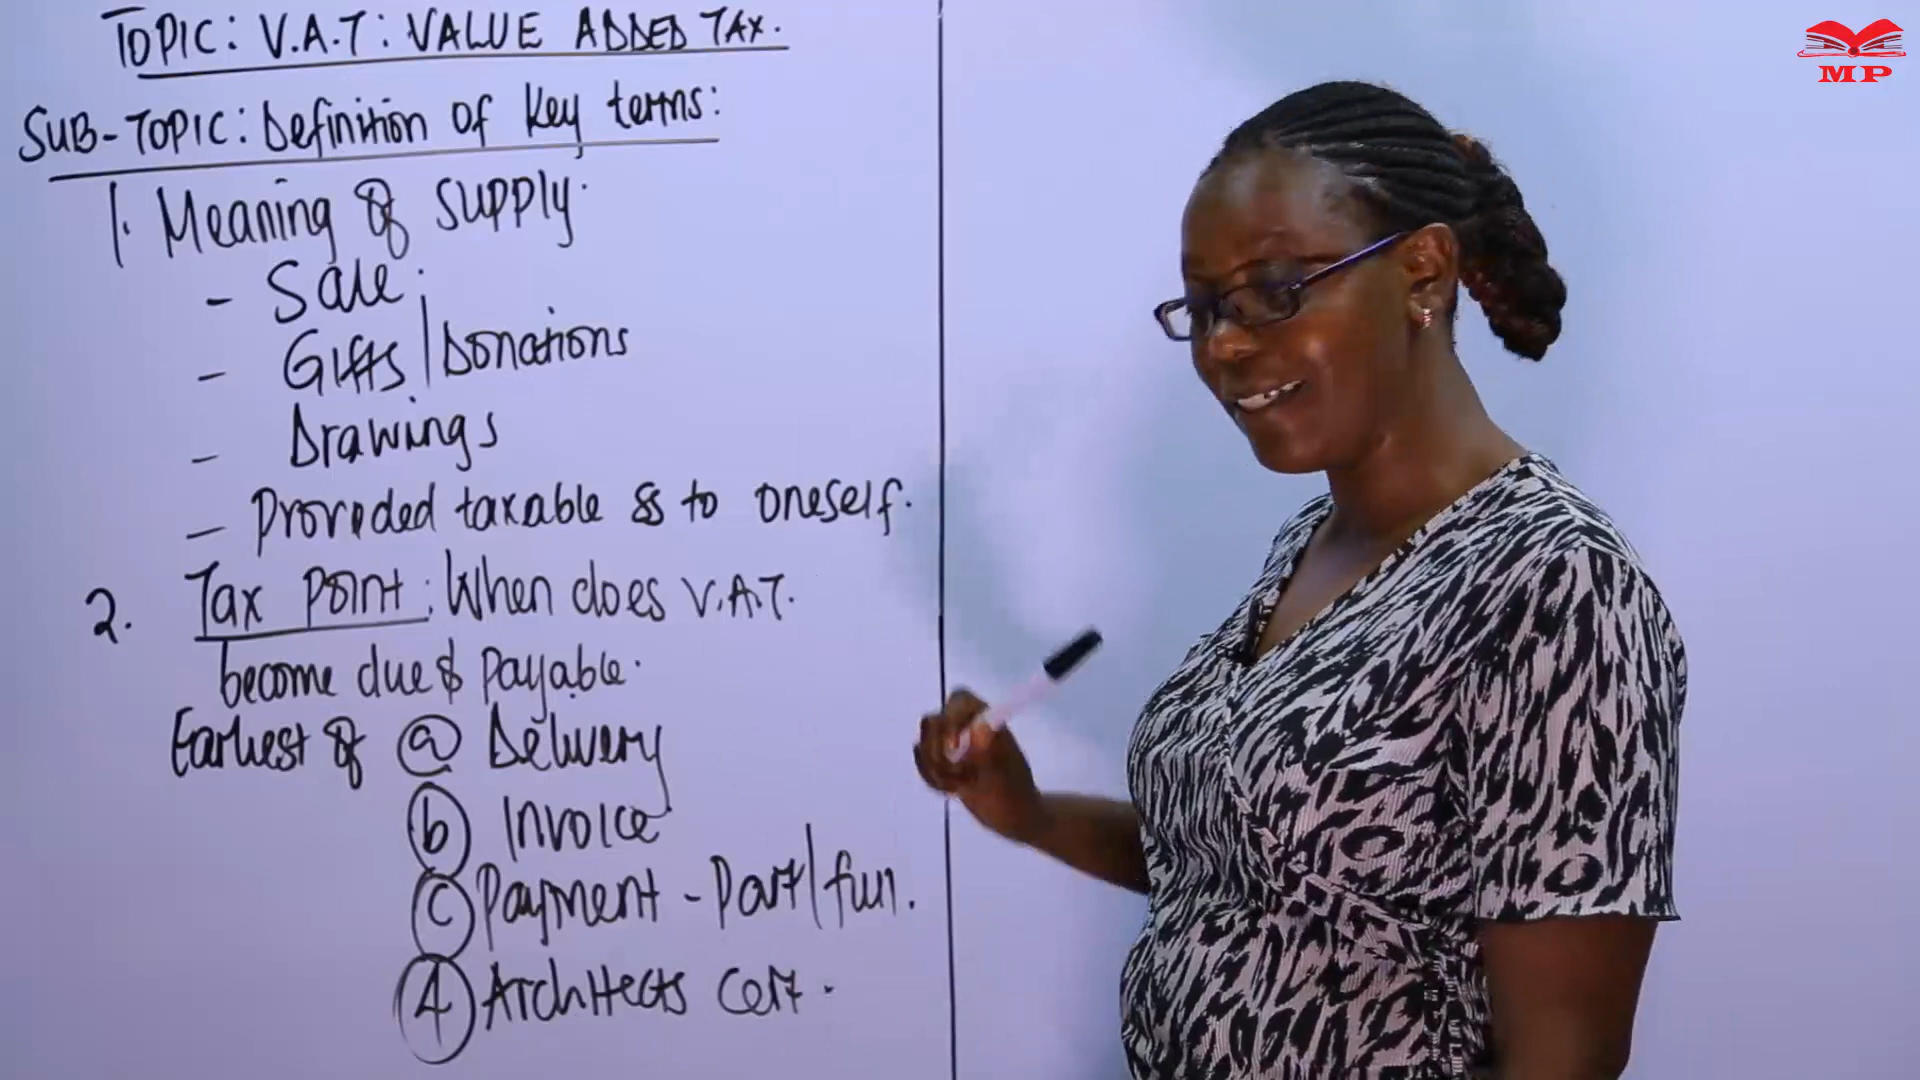 TOPIC: V.A.T: VALUE ADDED TAX.
SUB-TOPIC: Definition of key terms:
1. Meaning of supply.
- Sale.
- Gifts/Donations
- Drawings
- Provided taxable ss to oneself.
2. Tax point: When does V.A.T.
become due & payable.
Earliest of (a) Delivery
(b) Invoice
(c) Payment - Part/full.
(4) Architects Cert.
MP